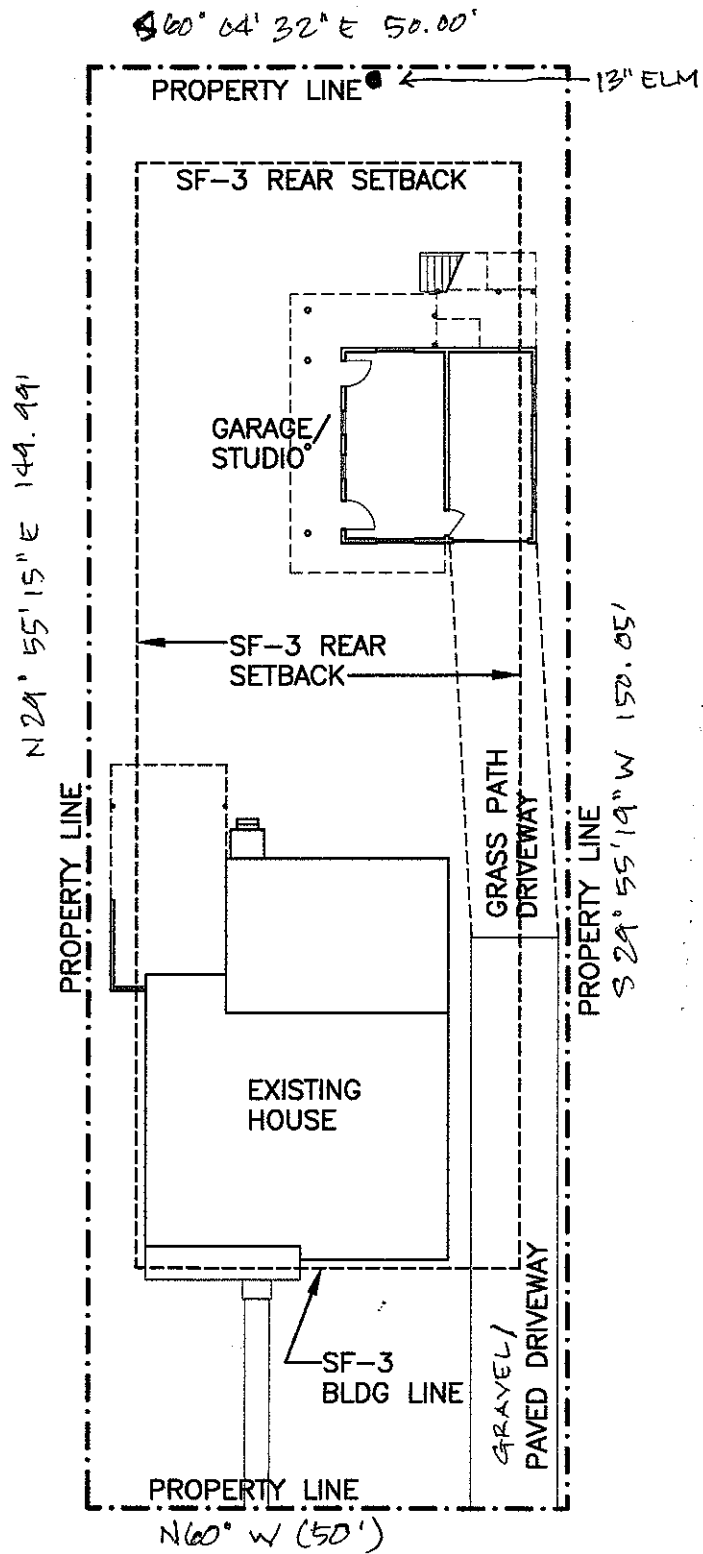 S60° 04' 32" E 50.00'
PROPERTY LINE
13" ELM
SF-3 REAR SETBACK
GARAGE/
STUDIO
N29° 55' 15" E 149.99'
SF-3 REAR
SETBACK
GRASS PATH
DRIVEWAY
PROPERTY LINE
PROPERTY LINE
S 29° 55' 19" W 150.05'
EXISTING
HOUSE
SF-3
BLDG LINE
GRAVEL/
PAVED DRIVEWAY
PROPERTY LINE
N60° W (50')